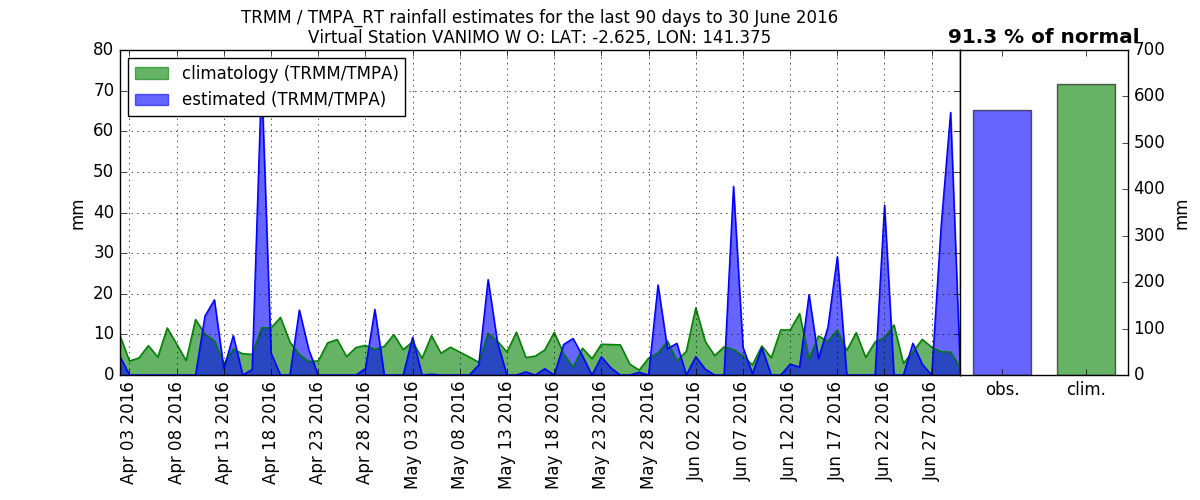 TRMM / TMPA_RT rainfall estimates for the last 90 days to 30 June 2016
Virtual Station VANIMO W O: LAT: -2.625, LON: 141.375
91.3 % of normal
climatology (TRMM/TMPA)
estimated (TRMM/TMPA)
80
70
60
50
40
30
20
10
0
mm
Apr 03 2016
Apr 08 2016
Apr 13 2016
Apr 18 2016
Apr 23 2016
Apr 28 2016
May 03 2016
May 08 2016
May 13 2016
May 18 2016
May 23 2016
May 28 2016
Jun 02 2016
Jun 07 2016
Jun 12 2016
Jun 17 2016
Jun 22 2016
Jun 27 2016
obs.
clim.
700
600
500
400
300
200
100
0
mm